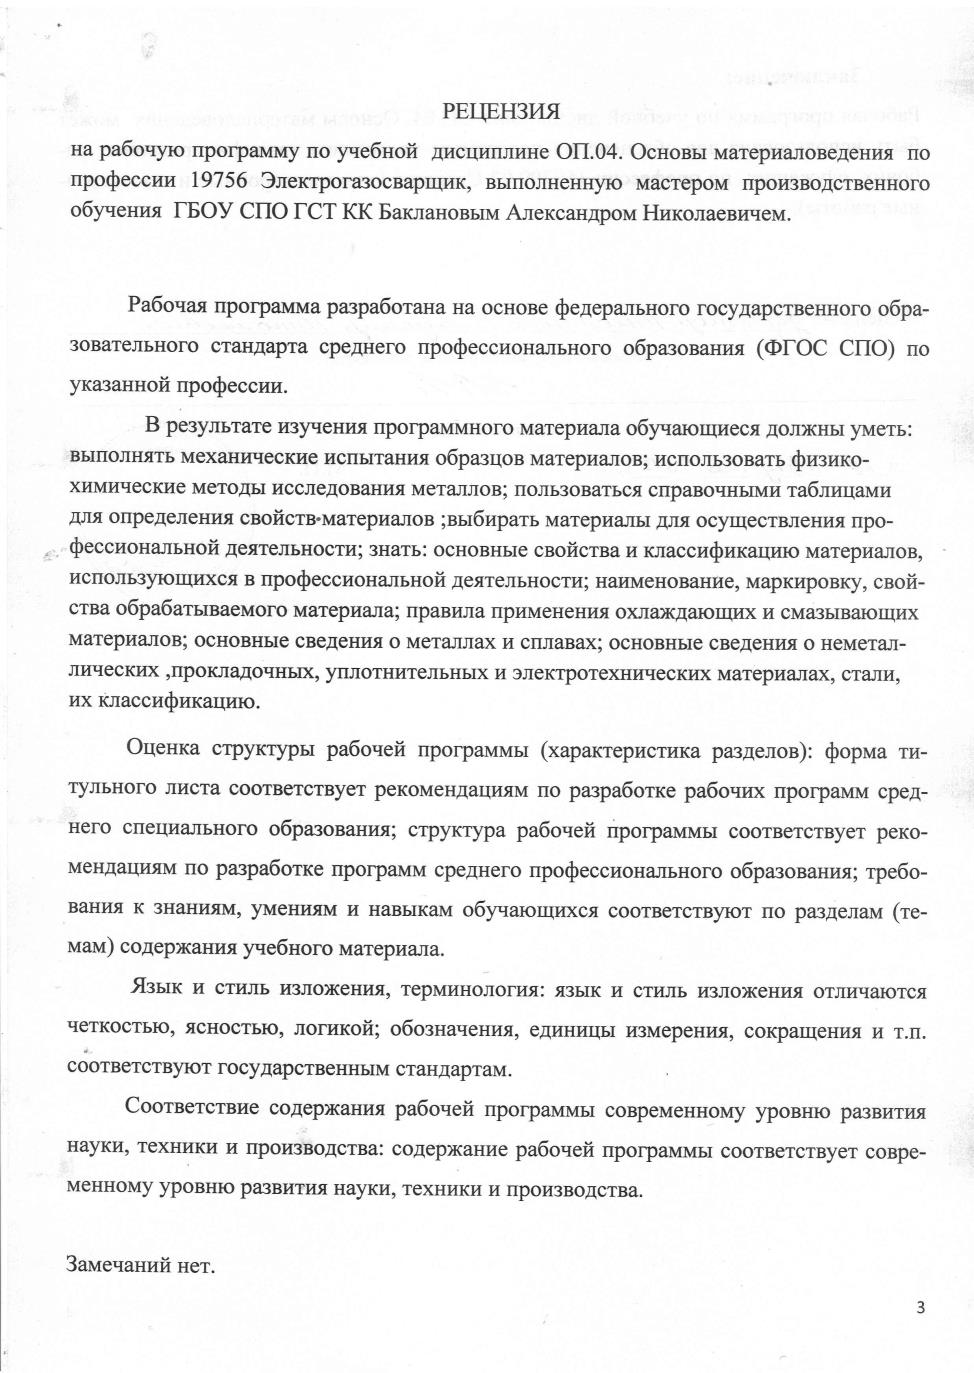 РЕЦЕНЗИЯ
на рабочую программу по учебной дисциплине ОП.04. Основы материаловедения по
профессии 19756 Электрогазосварщик, выполненную мастером производственного
обучения ГБОУ СПО ГСТ КК Баклановым Александром Николаевичем.
Рабочая программа разработана на основе федерального государственного обра-
зовательного стандарта среднего профессионального образования (ФГОС СПО) по
указанной профессии.
В результате изучения программного материала обучающиеся должны уметь:
выполнять механические испытания образцов материалов; использовать физико-
химические методы исследования металлов; пользоваться справочными таблицами
для определения свойств материалов ;выбирать материалы для осуществления про-
фессиональной деятельности; знать: основные свойства и классификацию материалов,
использующихся в профессиональной деятельности; наименование, маркировку, свой-
ства обрабатываемого материала; правила применения охлаждающих и смазывающих
материалов; основные сведения о металлах и сплавах; основные сведения о неметал-
лических ,прокладочных, уплотнительных и электротехнических материалах, стали,
их классификацию.
Оценка структуры рабочей программы (характеристика разделов): форма ти-
тульного листа соответствует рекомендациям по разработке рабочих программ сред-
него специального образования; структура рабочей программы соответствует реко-
мендациям по разработке программ среднего профессионального образования; требо-
вания к знаниям, умениям и навыкам обучающихся соответствуют по разделам (те-
мам) содержания учебного материала.
Язык и стиль изложения, терминология: язык и стиль изложения отличаются
четкостью, ясностью, логикой; обозначения, единицы измерения, сокращения и т.п.
соответствуют государственным стандартам.
Соответствие содержания рабочей программы современному уровню развития
науки, техники и производства: содержание рабочей программы соответствует совре-
менному уровню развития науки, техники и производства.
Замечаний нет.
3